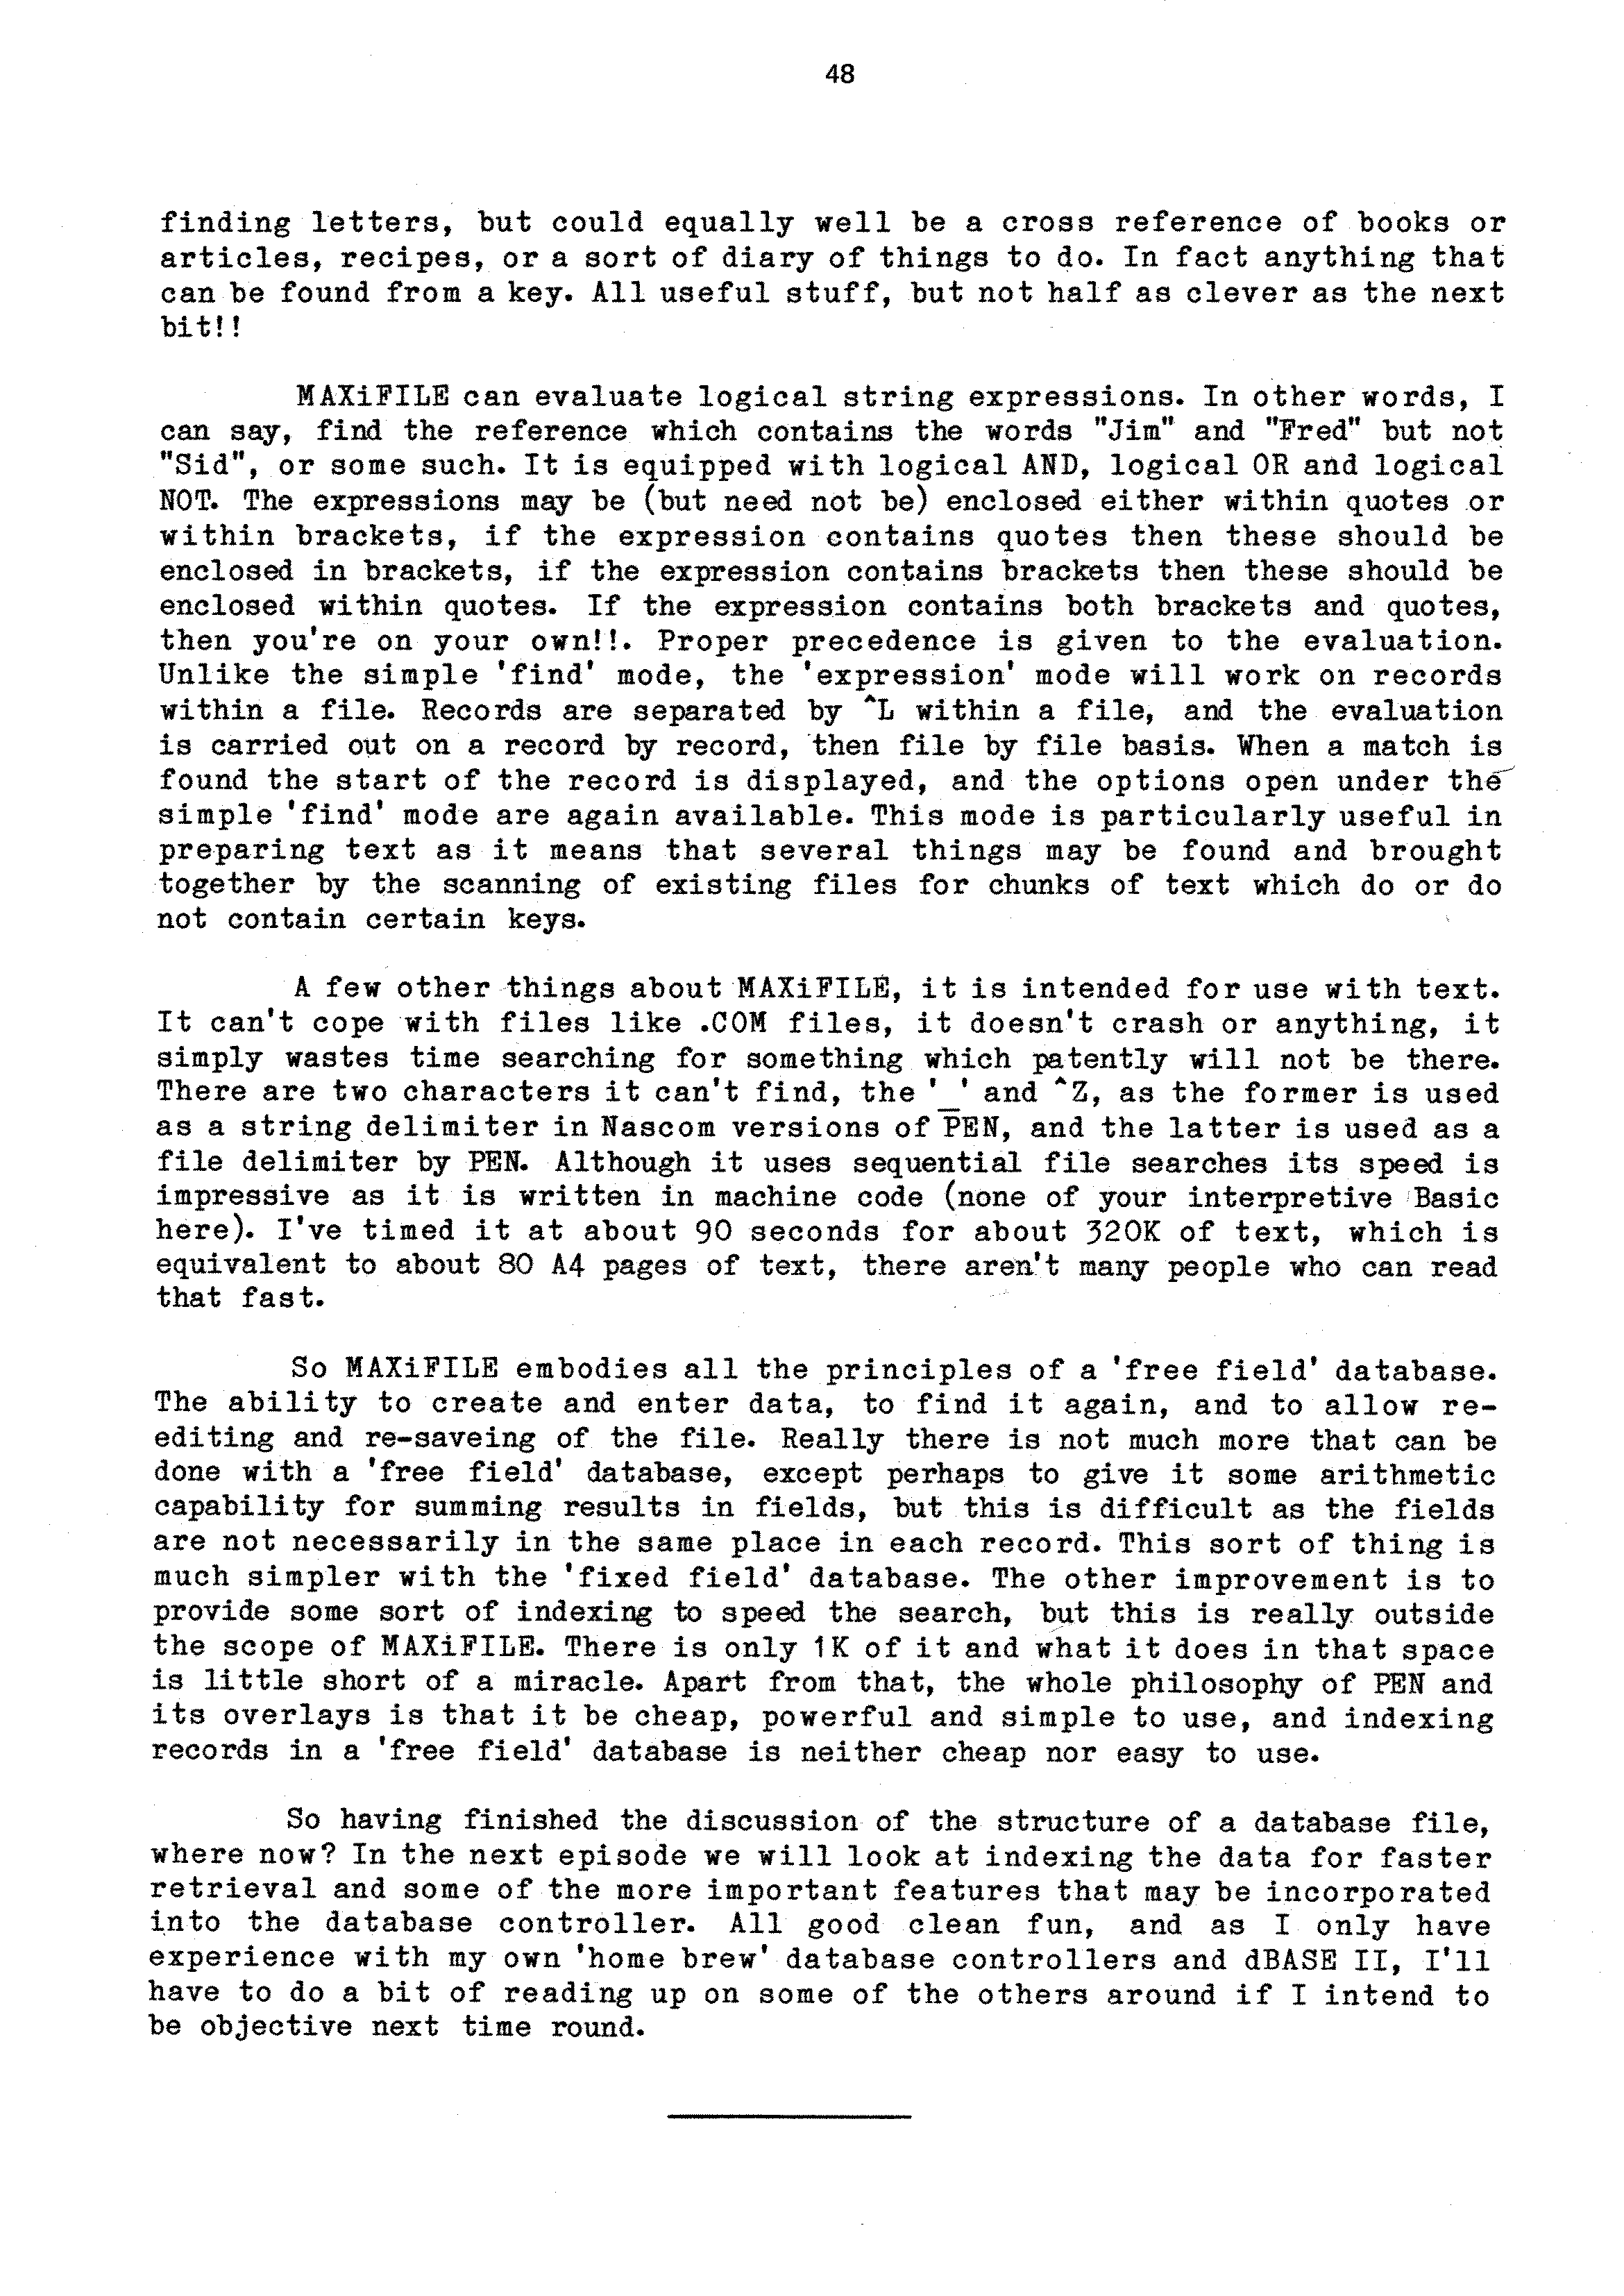 48
finding letters, but could equally well be a cross reference of books or
articles, recipes, or a sort of diary of things to do. In fact anything that
can be found from a key. All useful stuff, but not half as clever as the next
bit!!
MAXiFILE can evaluate logical string expressions. In other words, I
can say, find the reference which contains the words "Jim" and "Fred" but not
"Sid", or some such. It is equipped with logical AND, logical OR and logical
NOT. The expressions may be (but need not be) enclosed either within quotes or
within brackets, if the expression contains quotes then these should be
enclosed in brackets, if the expression contains brackets then these should be
enclosed within quotes. If the expression contains both brackets and quotes,
then you're on your own!!. Proper precedence is given to the evaluation.
Unlike the simple 'find' mode, the 'expression' mode will work on records
within a file. Records are separated by ^L within a file, and the evaluation
is carried out on a record by record, then file by file basis. When a match is
found the start of the record is displayed, and the options open under the
simple 'find' mode are again available. This mode is particularly useful in
preparing text as it means that several things may be found and brought
together by the scanning of existing files for chunks of text which do or do
not contain certain keys.
A few other things about MAXiFILE, it is intended for use with text.
It can't cope with files like .COM files, it doesn't crash or anything, it
simply wastes time searching for something which patently will not be there.
There are two characters it can't find, the '_' and ^Z, as the former is used
as a string delimiter in Nascom versions of PEN, and the latter is used as a
file delimiter by PEN. Although it uses sequential file searches its speed is
impressive as it is written in machine code (none of your interpretive Basic
here). I've timed it at about 90 seconds for about 320K of text, which is
equivalent to about 80 A4 pages of text, there aren't many people who can read
that fast.
So MAXiFILE embodies all the principles of a 'free field' database.
The ability to create and enter data, to find it again, and to allow re-
editing and re-saveing of the file. Really there is not much more that can be
done with a 'free field' database, except perhaps to give it some arithmetic
capability for summing results in fields, but this is difficult as the fields
are not necessarily in the same place in each record. This sort of thing is
much simpler with the 'fixed field' database. The other improvement is to
provide some sort of indexing to speed the search, but this is really outside
the scope of MAXiFILE. There is only 1K of it and what it does in that space
is little short of a miracle. Apart from that, the whole philosophy of PEN and
its overlays is that it be cheap, powerful and simple to use, and indexing
records in a 'free field' database is neither cheap nor easy to use.
So having finished the discussion of the structure of a database file,
where now? In the next episode we will look at indexing the data for faster
retrieval and some of the more important features that may be incorporated
into the database controller. All good clean fun, and as I only have
experience with my own 'home brew' database controllers and dBASE II, I'll
have to do a bit of reading up on some of the others around if I intend to
be objective next time round.